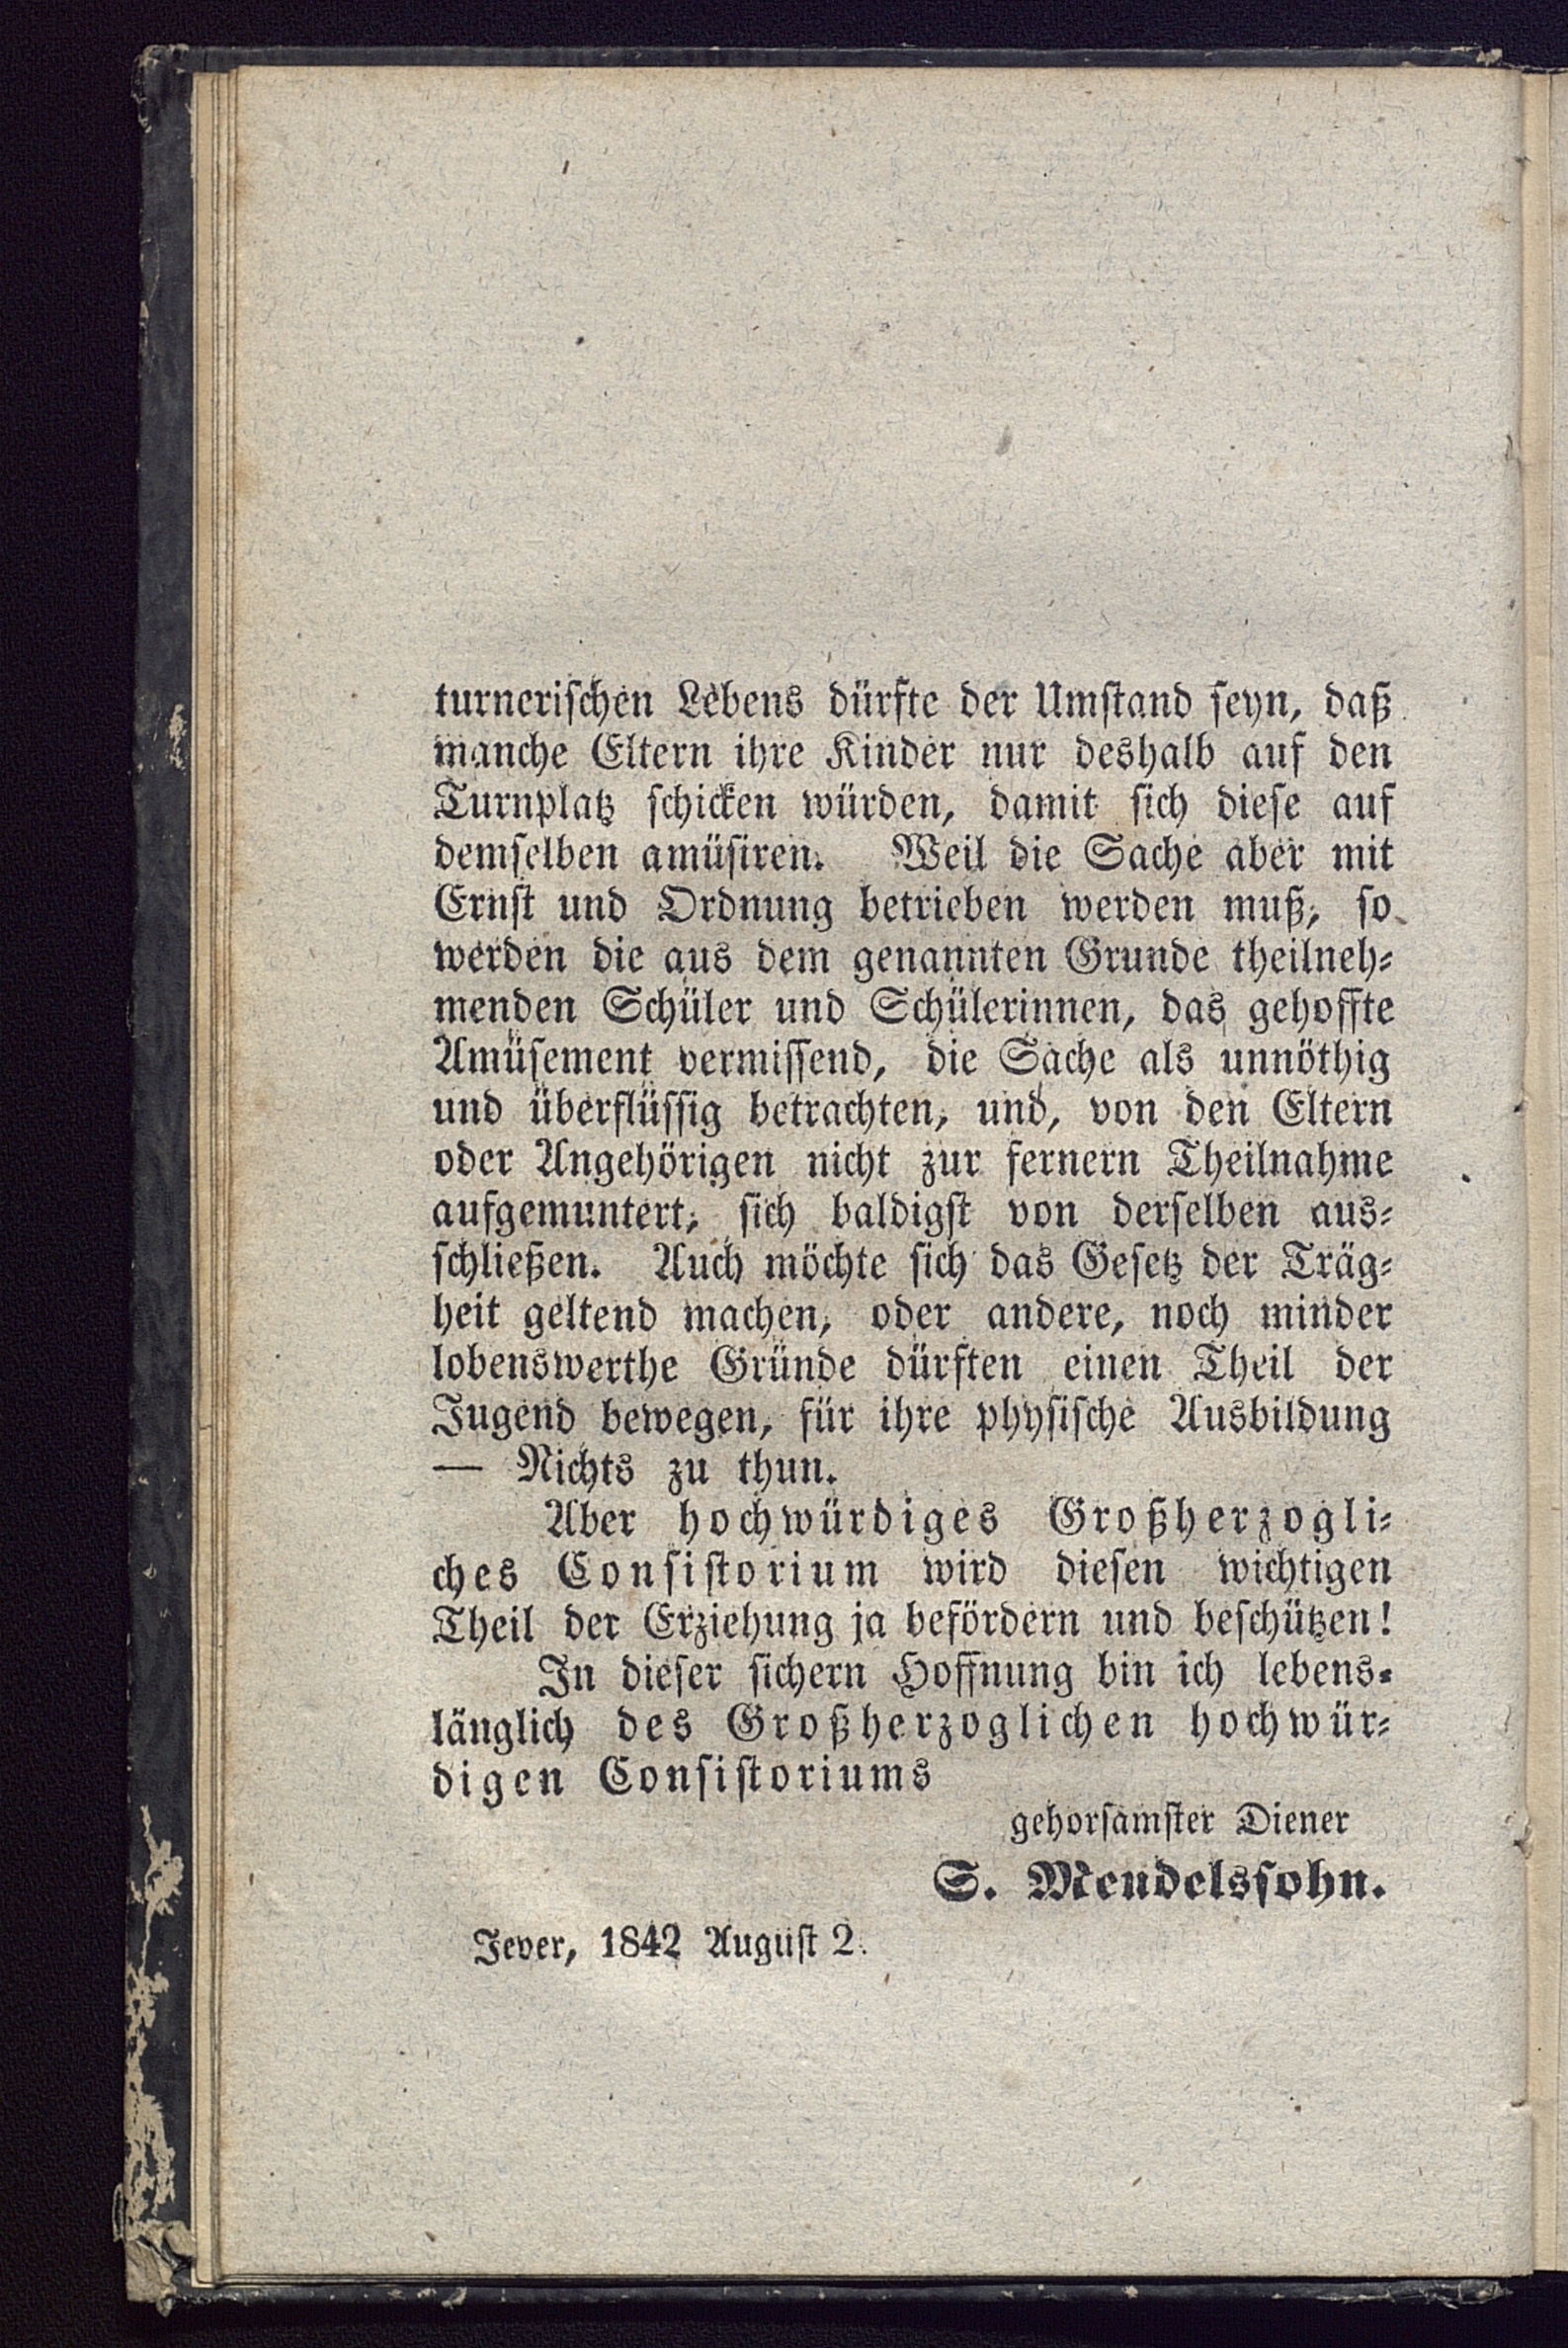 turnerischen Lebens dürfte der Umstand seyn, daß
manche Eltern ihre Kinder nur deshalb auf den
Turnplatz schicken würden, damit sich diese auf
demselben amüsiren. Weil die Sache aber mit
Ernst und Ordnung betrieben werden muß, so
werden die aus dem genannten Grunde theilneh-
menden Schüler und Schülerinnen, das gehoffte
Amüsement vermissend, die Sache als unnöthig
und überflüssig betrachten, und, von den Eltern
oder Angehörigen nicht zur fernern Theilnahme
aufgemuntert, sich baldigst von derselben aus-
schließen. Auch möchte sich das Gesetz der Träg-
heit geltend machen, oder andere, noch minder
lobenswerthe Gründe dürften einen Theil der
Jugend bewegen, für ihre physische Ausbildung
— Nichts zu thun.
Aber hochwürdiges Großherzogli-
ches Consistorium wird diesen wichtigen
Theil der Erziehung ja befördern und beschützen!
In dieser sichern Hoffnung bin ich lebens-
länglich des Großherzoglichen hochwür-
digen Consistoriums
gehorsamster Diener
S. Mendelssohn.
Jever, 1842 August 2.